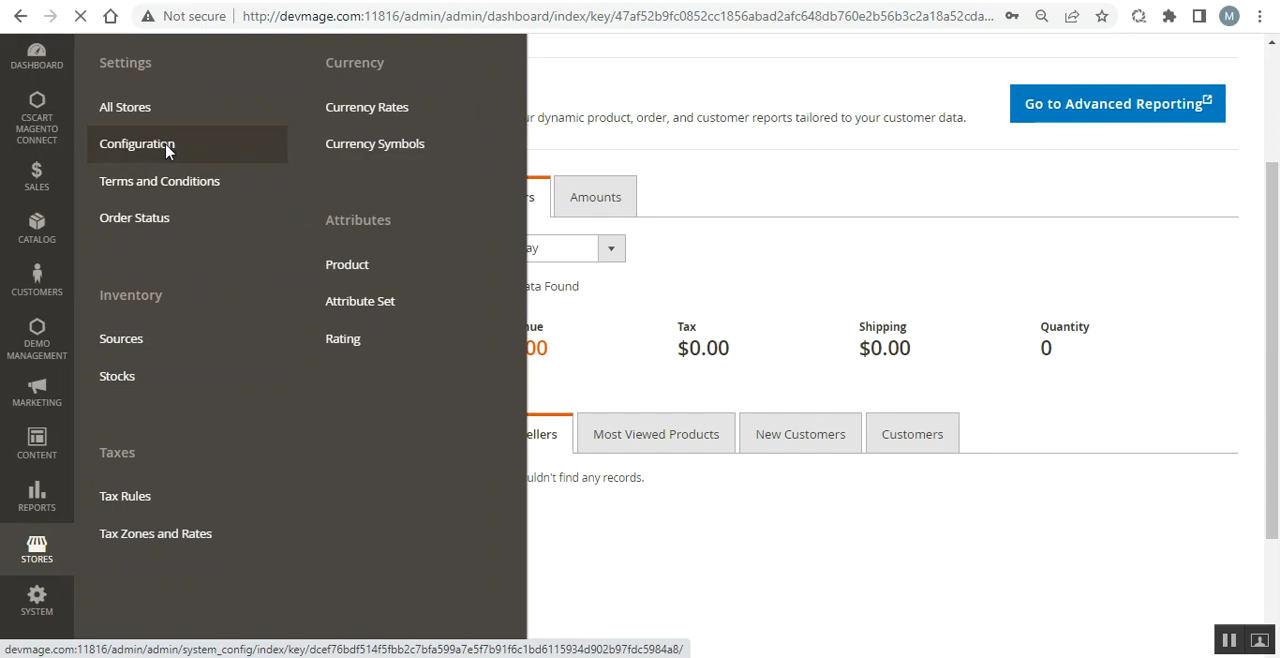 Not secure
http://devmage.com:11816/admin/admin/dashboard/index/key/47af52b9fc0852cc1856abad2afc648db760e2b56b3c2a18a52cda...
M
DASHBOARD
CSCART
MAGENTO
CONNECT
SALES
CATALOG
CUSTOMERS
DEMO
MANAGEMENT
MARKETING
CONTENT
REPORTS
STORES
SYSTEM
Settings
All Stores
Configuration
Terms and Conditions
Order Status
Inventory
Sources
Stocks
Taxes
Tax Rules
Tax Zones and Rates
Currency
Currency Rates
Currency Symbols
Attributes
Product
Attribute Set
Rating
ur dynamic product, order, and customer reports tailored to your customer data.
Go to Advanced Reporting
rs
Amounts
ay
ata Found
nue
00
Tax
$0.00
Shipping
$0.00
Quantity
0
ellers
Most Viewed Products
New Customers
Customers
uldn't find any records.
devmage.com:11816/admin/admin/system_config/index/key/dcef76bdf514f5fbb2c7bfa599a7e5f7b91f6c1bd6115934d902b97fdc5984a8/